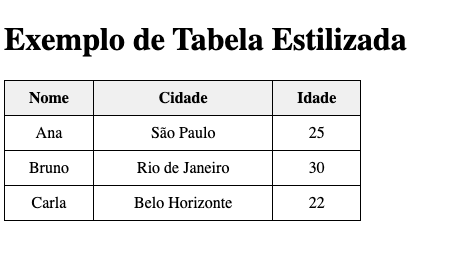 Exemplo de Tabela Estilizada
Nome Cidade Idade
Ana São Paulo 25
Bruno Rio de Janeiro 30
Carla Belo Horizonte 22